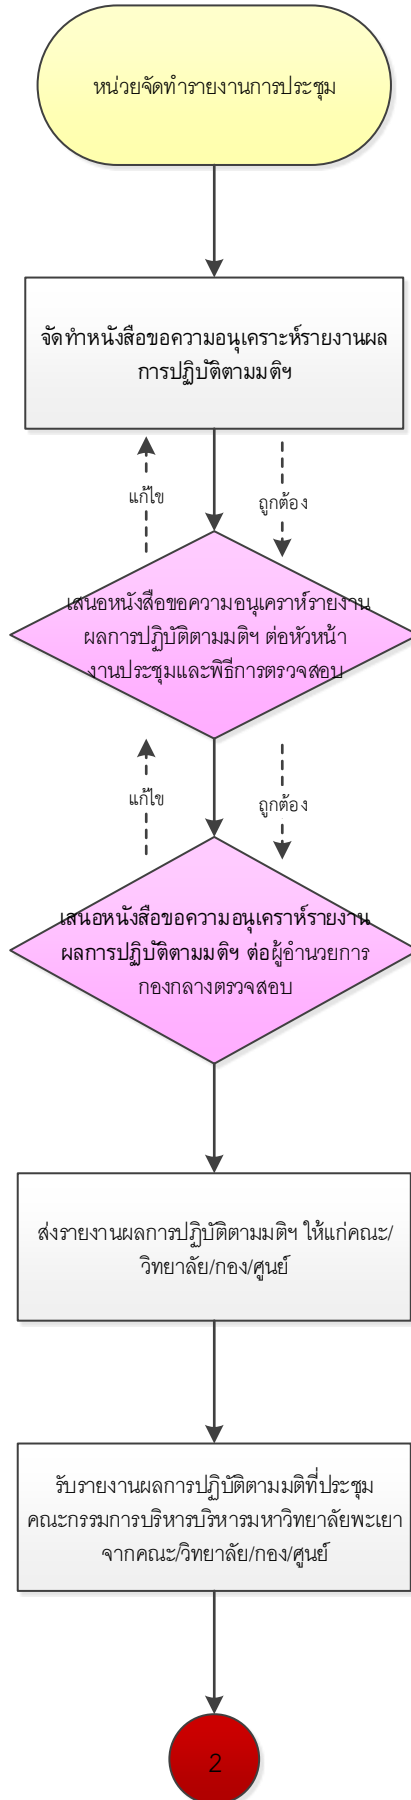 หน่วยจัดทำรายงานการประชุม
จัดทำหนังสือขอความอนุเคราะห์รายงานผล
การปฏิบัติตามมติฯ
แก้ไข
ถูกต้อง
เสนอหนังสือขอความอนุเคราห์รายงาน
ผลการปฏิบัติตามมติฯ ต่อหัวหน้า
งานประชุมและพิธีการตรวจสอบ
แก้ไข
ถูกต้อง
เสนอหนังสือขอความอนุเคราห์รายงาน
ผลการปฏิบัติตามมติฯ ต่อผู้อำนวยการ
กองกลางตรวจสอบ
ส่งรายงานผลการปฏิบัติตามมติฯ ให้แก่คณะ/
วิทยาลัย/กอง/ศูนย์
รับรายงานผลการปฏิบัติตามมติที่ประชุม
คณะกรรมการบริหารบริหารมหาวิทยาลัยพะเยา
จากคณะ/วิทยาลัย/กอง/ศูนย์
2